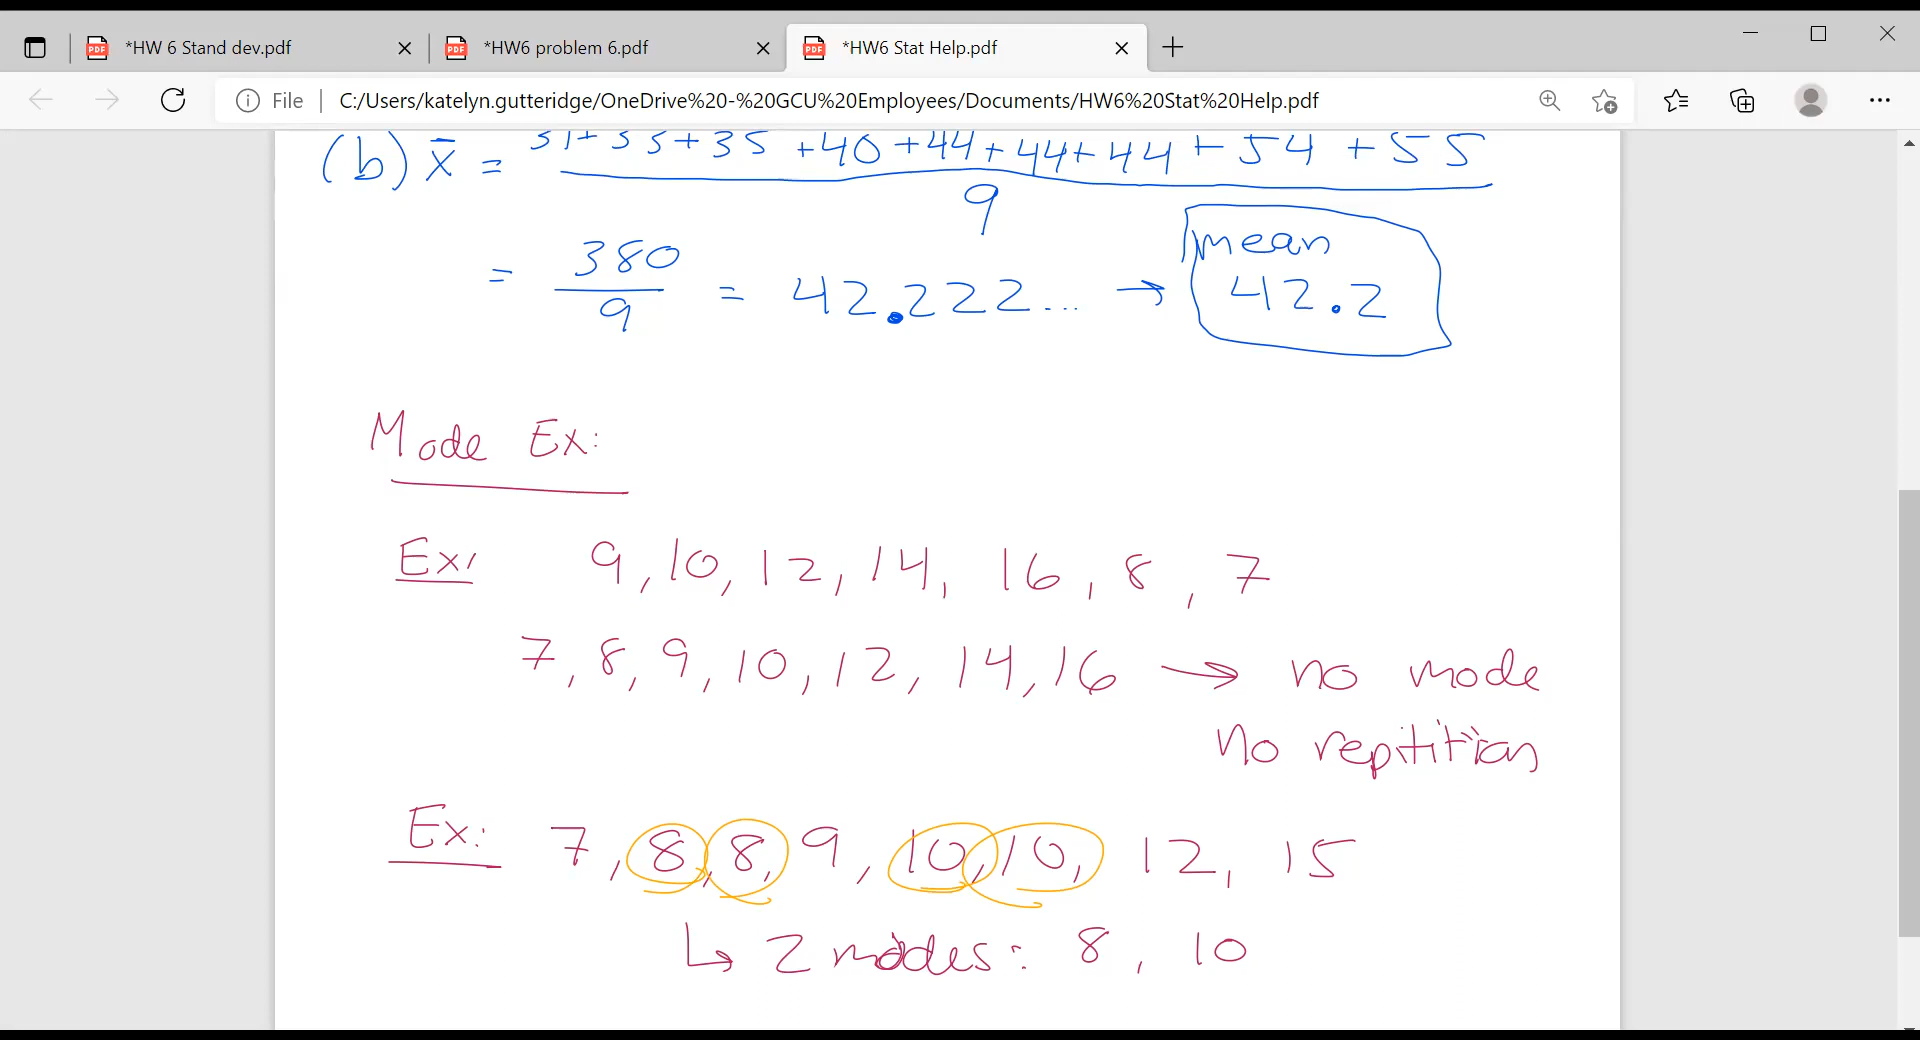 *HW 6 Stand dev.pdf
*HW6 problem 6.pdf
*HW6 Stat Help.pdf
File | C:/Users/katelyn.gutteridge/OneDrive%20-%20GCU%20Employees/Documents/HW6%20Stat%20Help.pdf
(b) x̄ = 31+33+35+40+44+44+44+54+55
9
= 380/9 = 42.222... → mean 42.2
Mode Ex:
Ex: 9, 10, 12, 14, 16, 8, 7
7, 8, 9, 10, 12, 14, 16 → no mode
no reptition
Ex: 7, 8, 8, 9, 10, 10, 12, 15
↳ 2 modes: 8, 10